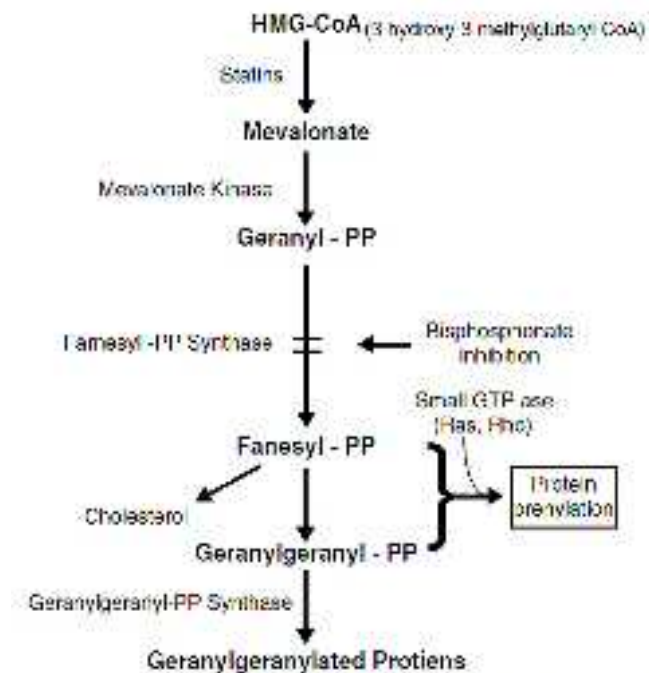 HMG-CoA (3 hydroxy 3 methylglutaryl CoA)
Statins
Mevalonate
Mevalonate Kinase
Geranyl - PP
Farnesyl -PP Synthase
Bisphosphonate
inhibition
Small GTP ase
(Ras, Rho)
Fanesyl - PP
Protein
prenylation
Cholesterol
Geranylgeranyl - PP
Geranylgeranyl-PP Synthase
Geranylgeranylated Protiens